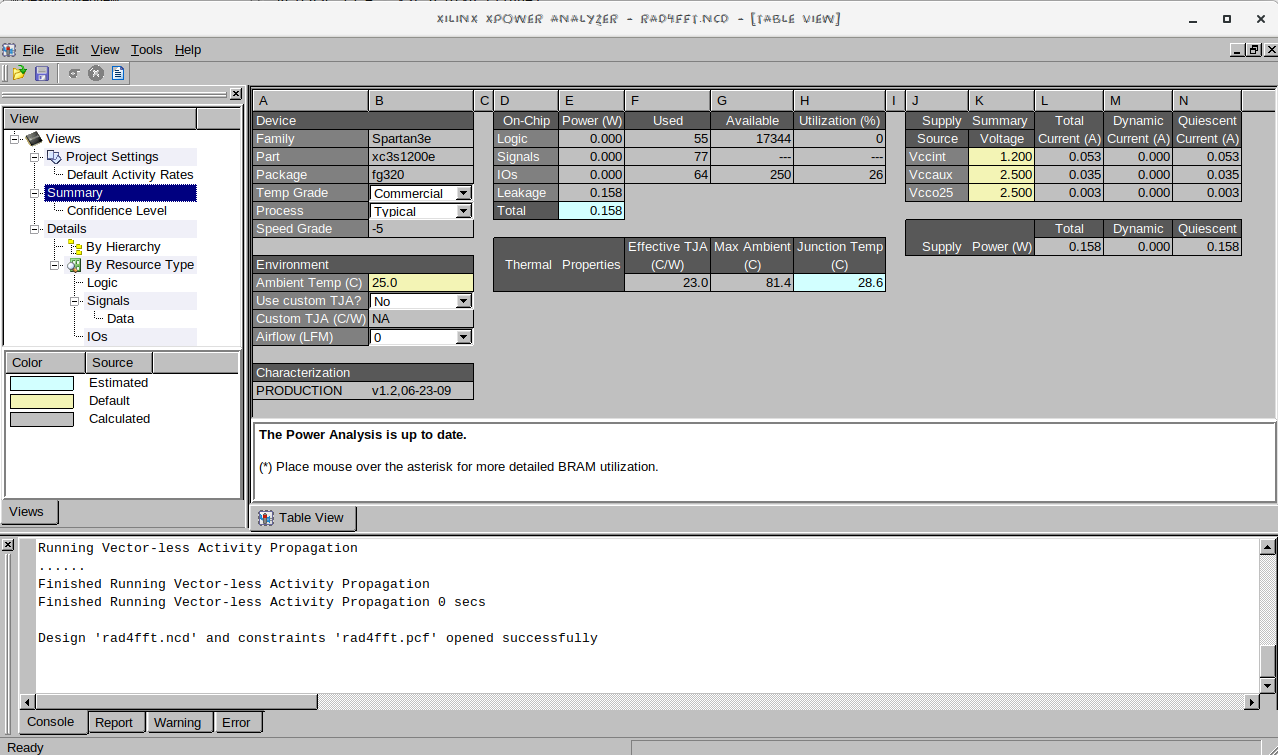 XILINX XPOWER ANALYZER - RAD4FFT.NCD - [TABLE VIEW]
File Edit View Tools Help
View
Views
Project Settings
Default Activity Rates
Summary
Confidence Level
Details
By Hierarchy
By Resource Type
Logic
Signals
Data
IOs
Color Source
Estimated
Default
Calculated
Views
A B C D E F G H I J K L M N
Device
Family Spartan3e
Part xc3s1200e
Package fg320
Temp Grade Commercial
Process Typical
Speed Grade -5
Environment
Ambient Temp (C) 25.0
Use custom TJA? No
Custom TJA (C/W) NA
Airflow (LFM) 0
Characterization
PRODUCTION v1.2,06-23-09
On-Chip Power (W) Used Available Utilization (%)
Logic 0.000 55 17344 0
Signals 0.000 77 --- ---
IOs 0.000 64 250 26
Leakage 0.158
Total 0.158
Effective TJA Max Ambient Junction Temp
Thermal Properties (C/W) (C) (C)
23.0 81.4 28.6
Supply Summary Total Dynamic Quiescent
Source Voltage Current (A) Current (A) Current (A)
Vccint 1.200 0.053 0.000 0.053
Vccaux 2.500 0.035 0.000 0.035
Vcco25 2.500 0.003 0.000 0.003
Total Dynamic Quiescent
Supply Power (W) 0.158 0.000 0.158
The Power Analysis is up to date.
(*) Place mouse over the asterisk for more detailed BRAM utilization.
Table View
Running Vector-less Activity Propagation
......
Finished Running Vector-less Activity Propagation
Finished Running Vector-less Activity Propagation 0 secs
Design 'rad4fft.ncd' and constraints 'rad4fft.pcf' opened successfully
Console Report Warning Error
Ready